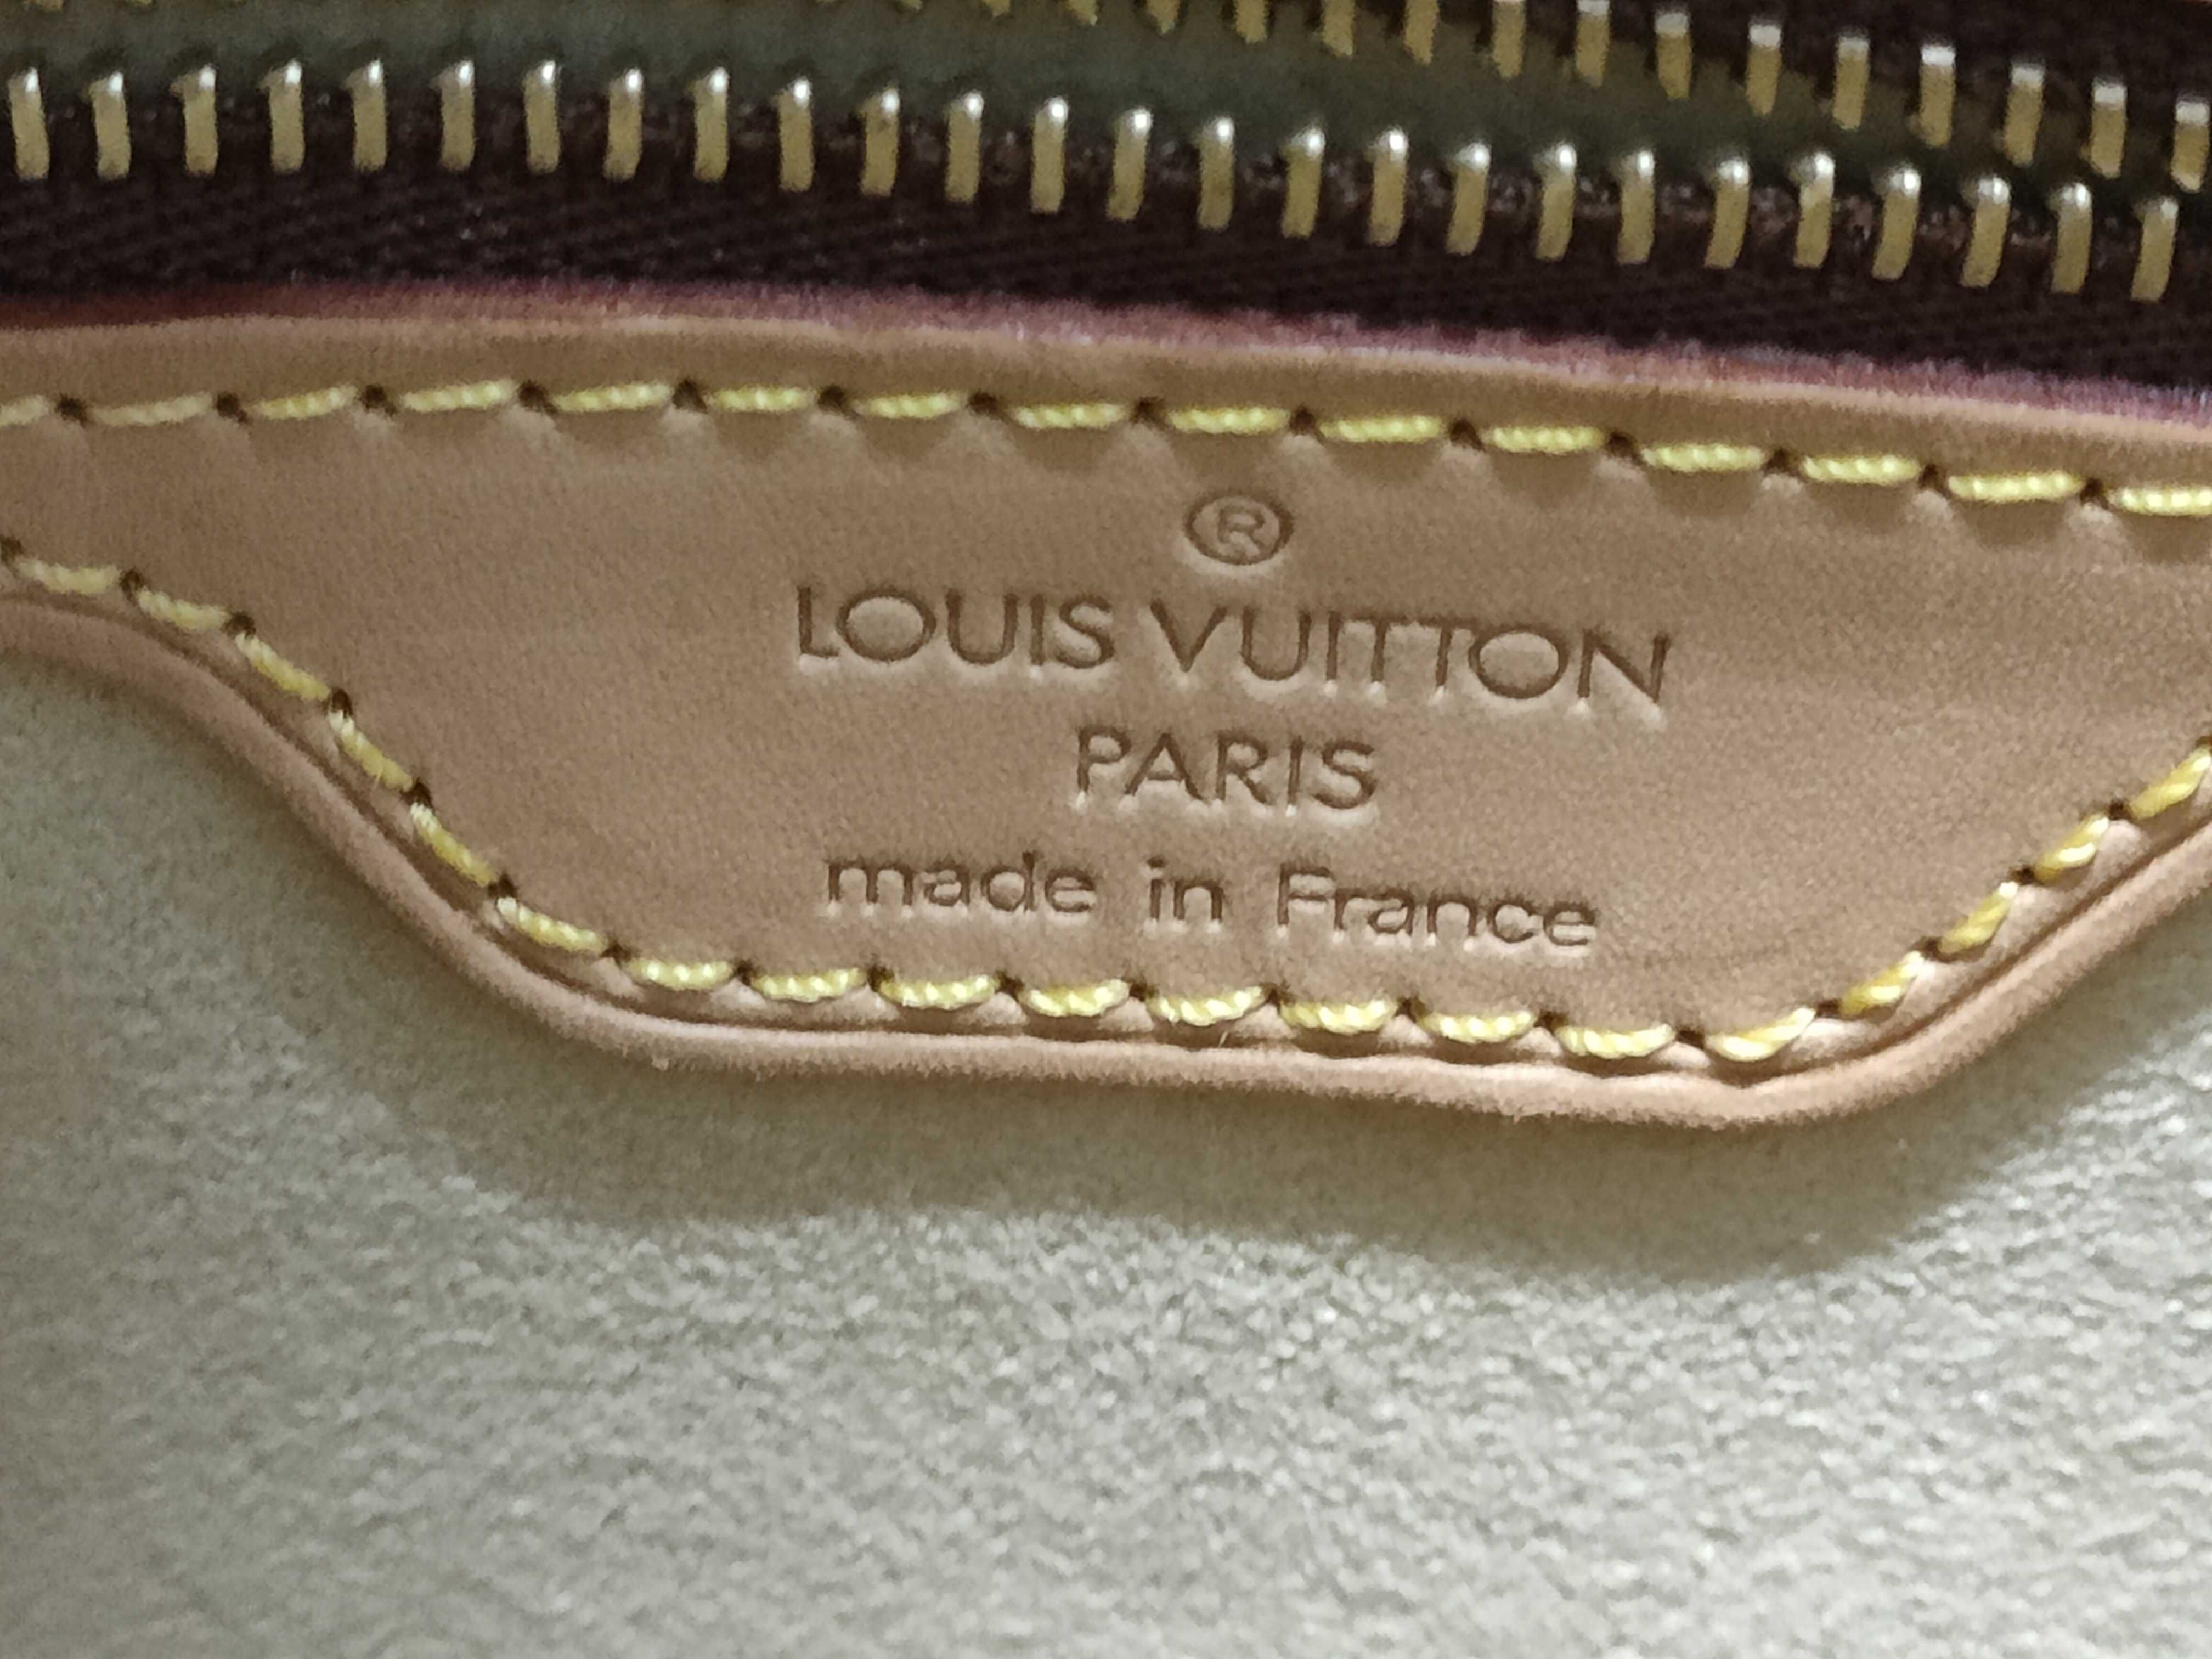 ®
LOUIS VUITTON
PARIS
made in France